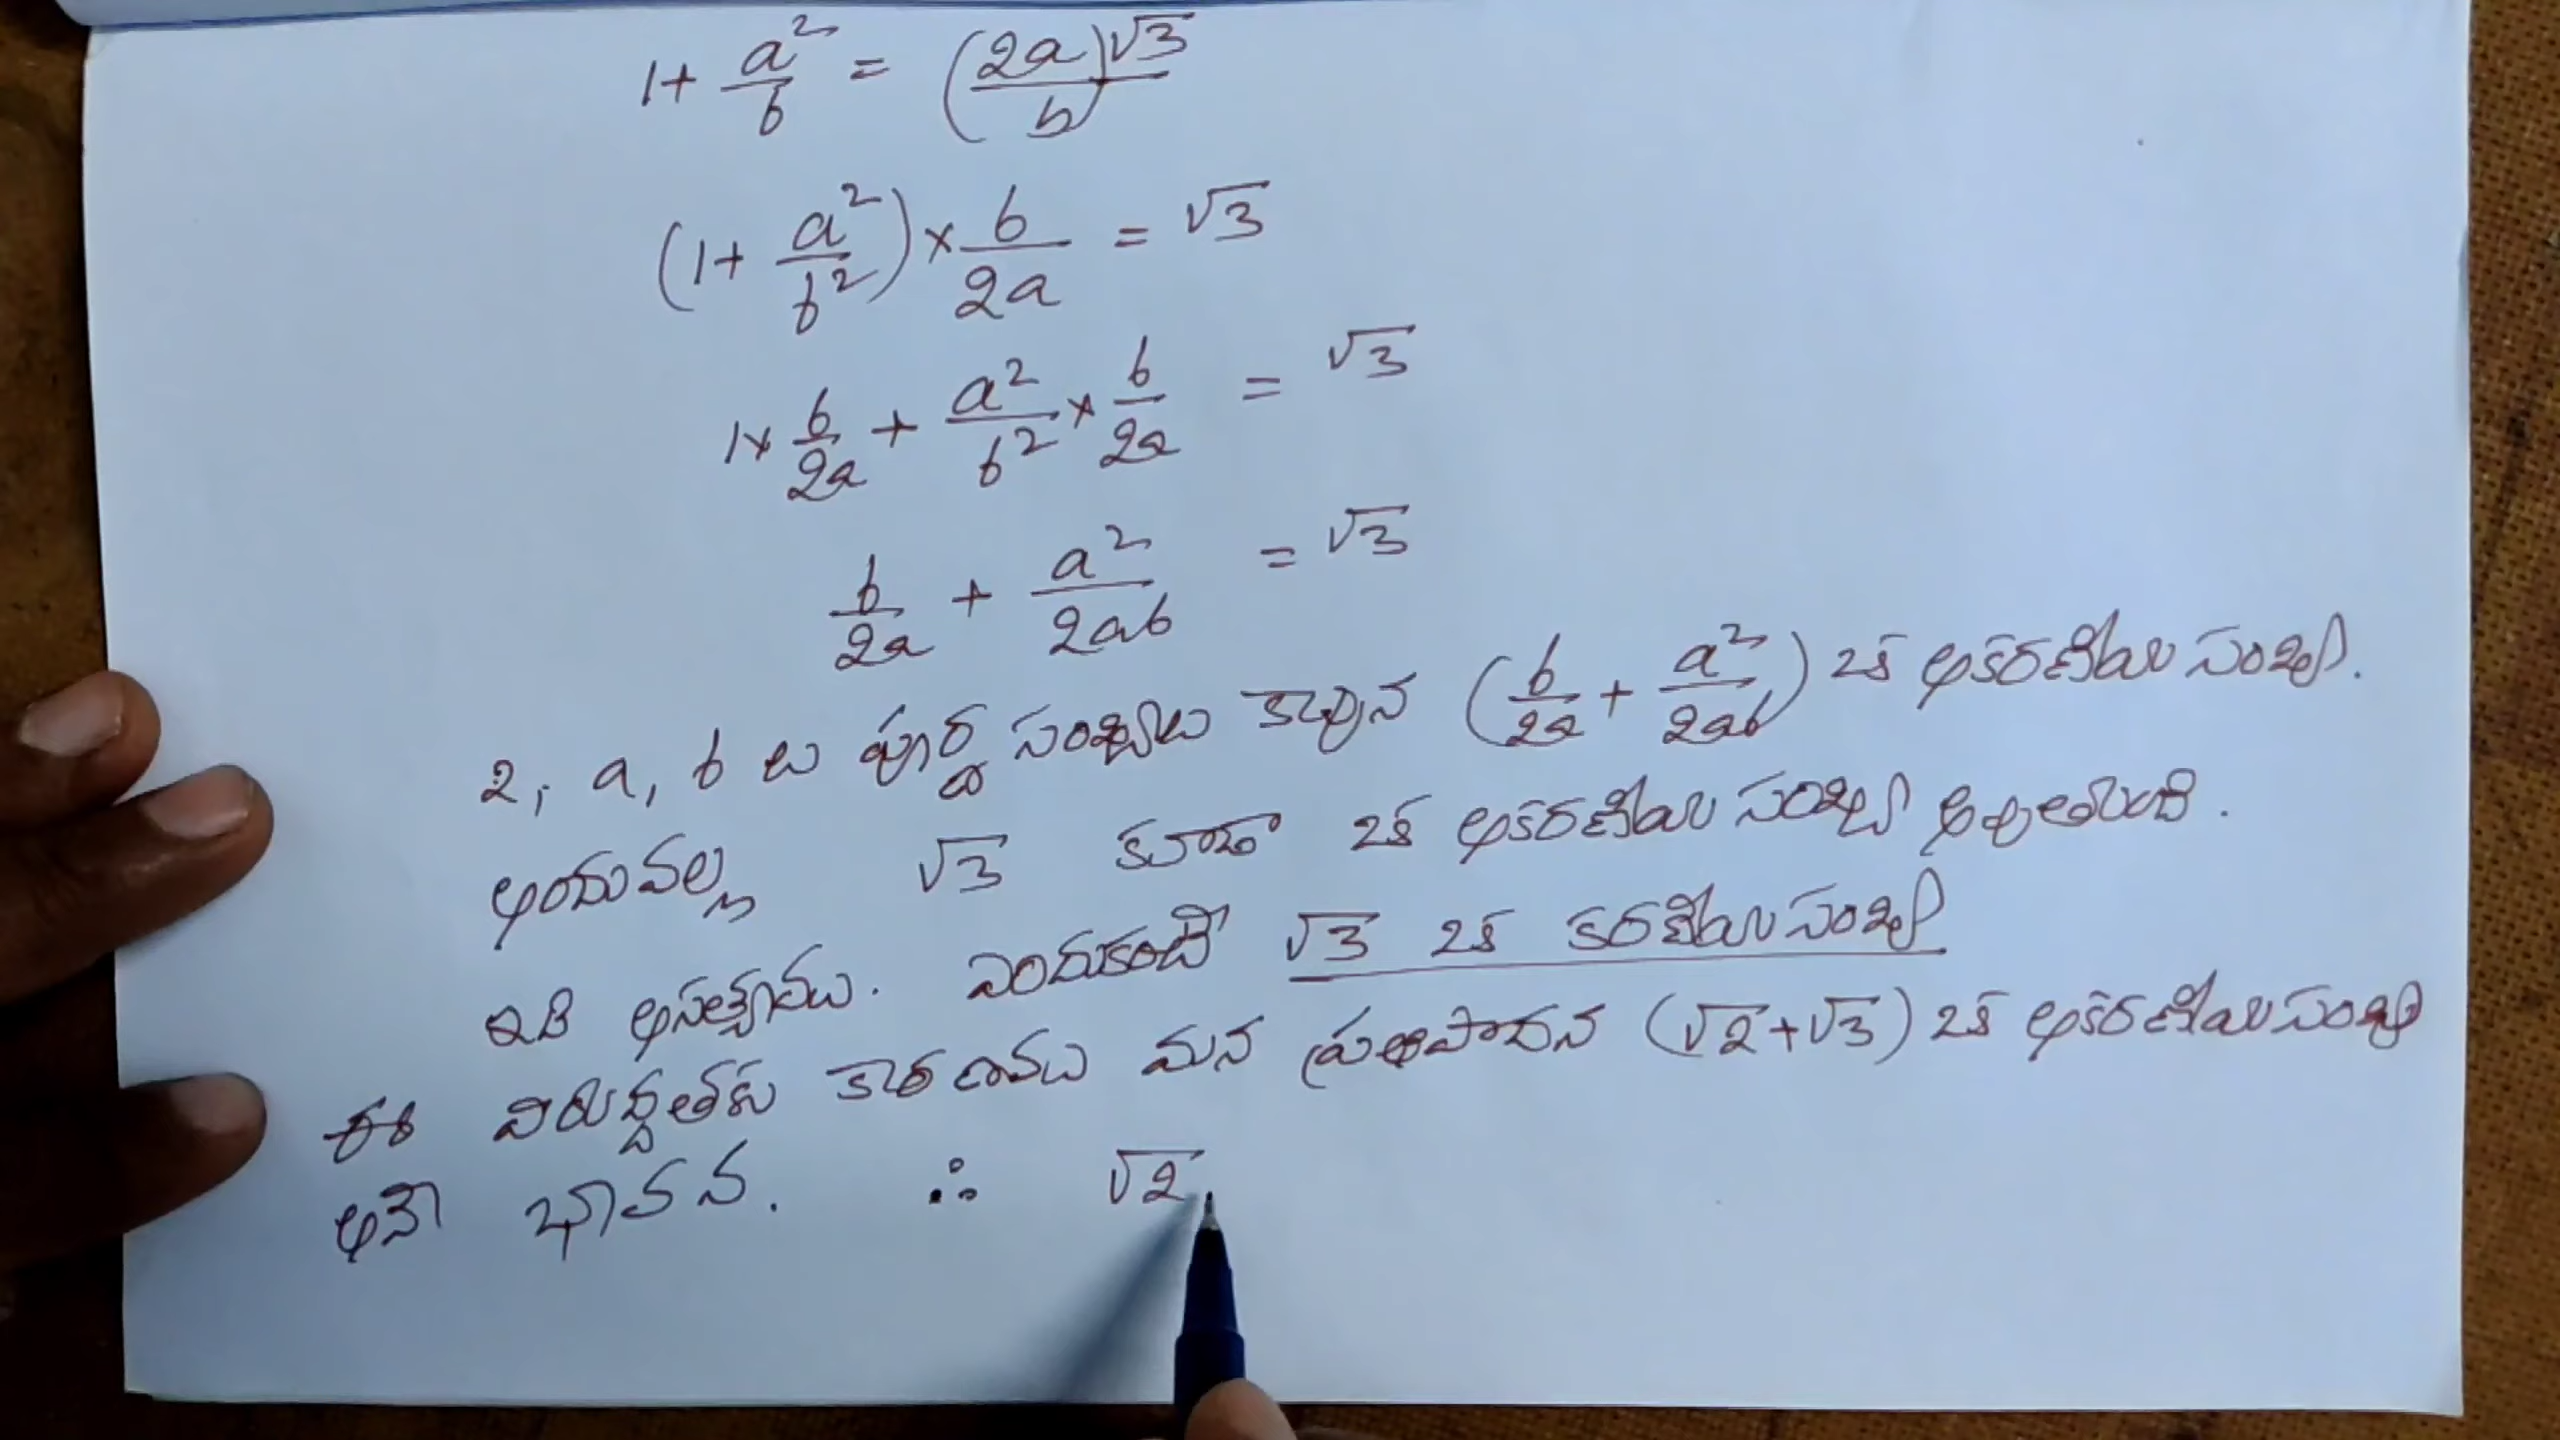 1 + a²/b = (2a/b)√3
(1 + a²/b²) × b/2a = √3
1 × b/2a + a²/b² × b/2a = √3
b/2a + a²/2ab = √3
2, a, b లు పూర్ణ సంఖ్యలు కావున (b/2a + a²/2ab) ఒక అకరణీయ సంఖ్య.
అందువల్ల √3 కూడా ఒక అకరణీయ సంఖ్య అవుతుంది.
ఇది అసత్యము. ఎందుకంటే √3 ఒక కరణీయ సంఖ్య
ఈ విరుద్ధతకు కారణము మన ప్రతిపాదన (√2+√3) ఒక అకరణీయ సంఖ్య
అనే భావన. ∴ √2